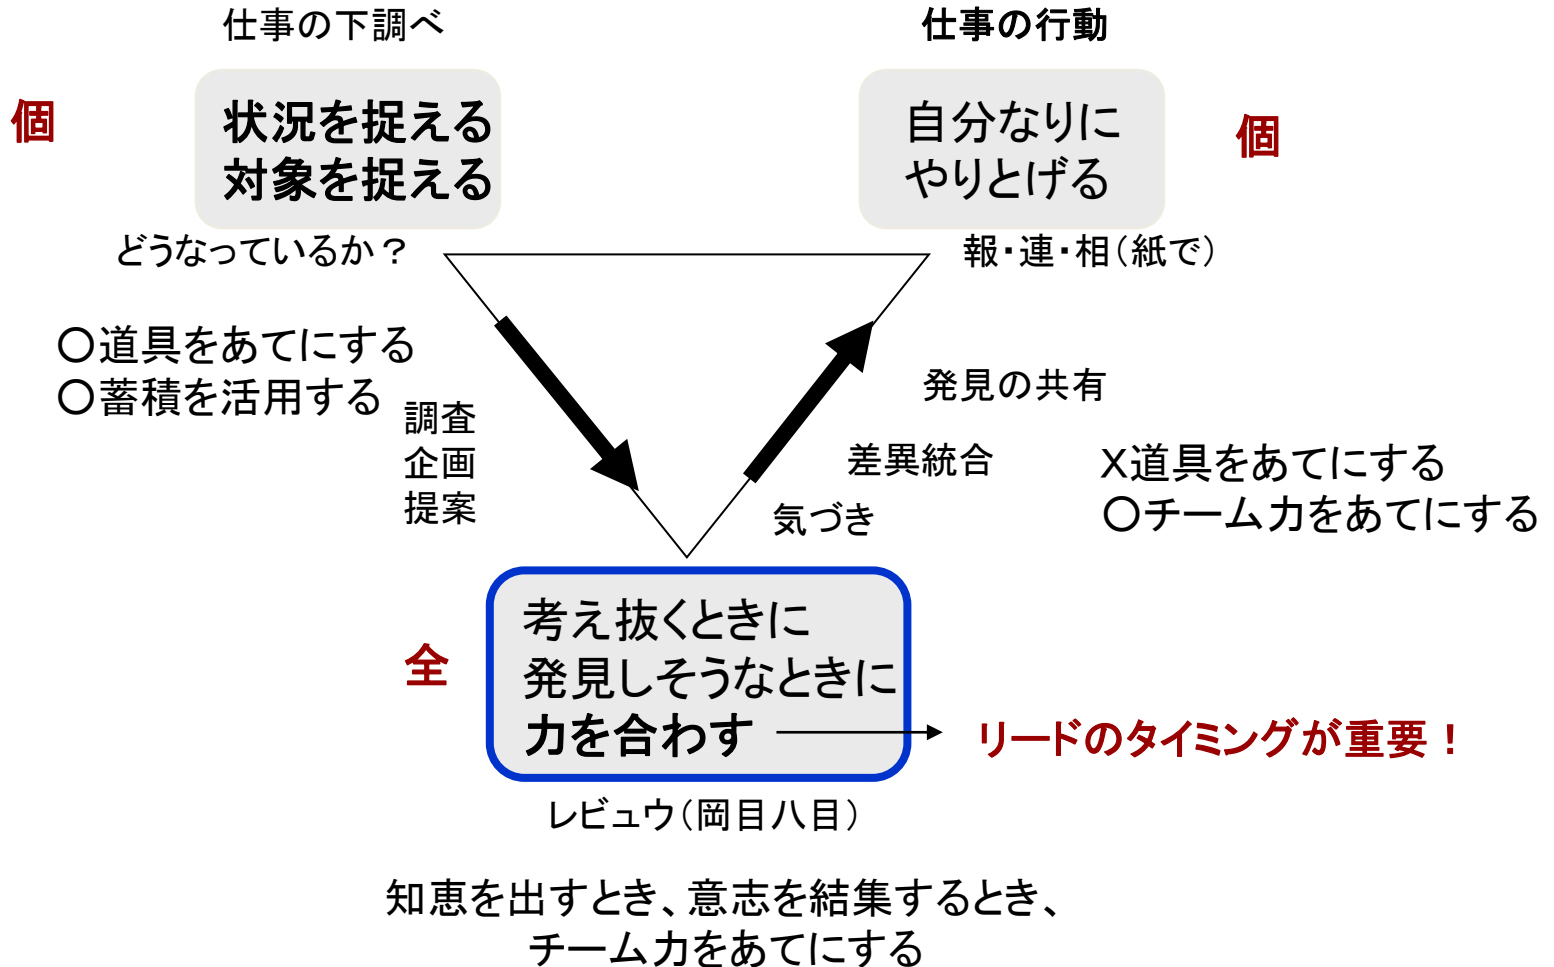 仕事の下調べ
仕事の行動
個
状況を捉える
対象を捉える
自分なりに
やりとげる
個
どうなっているか？
報・連・相（紙で）
〇道具をあてにする
〇蓄積を活用する
調査
企画
提案
発見の共有
差異統合
気づき
X道具をあてにする
〇チーム力をあてにする
全
考え抜くときに
発見しそうなときに
力を合わす
リードのタイミングが重要！
レビュウ（岡目八目）
知恵を出すとき、意志を結集するとき、
チーム力をあてにする